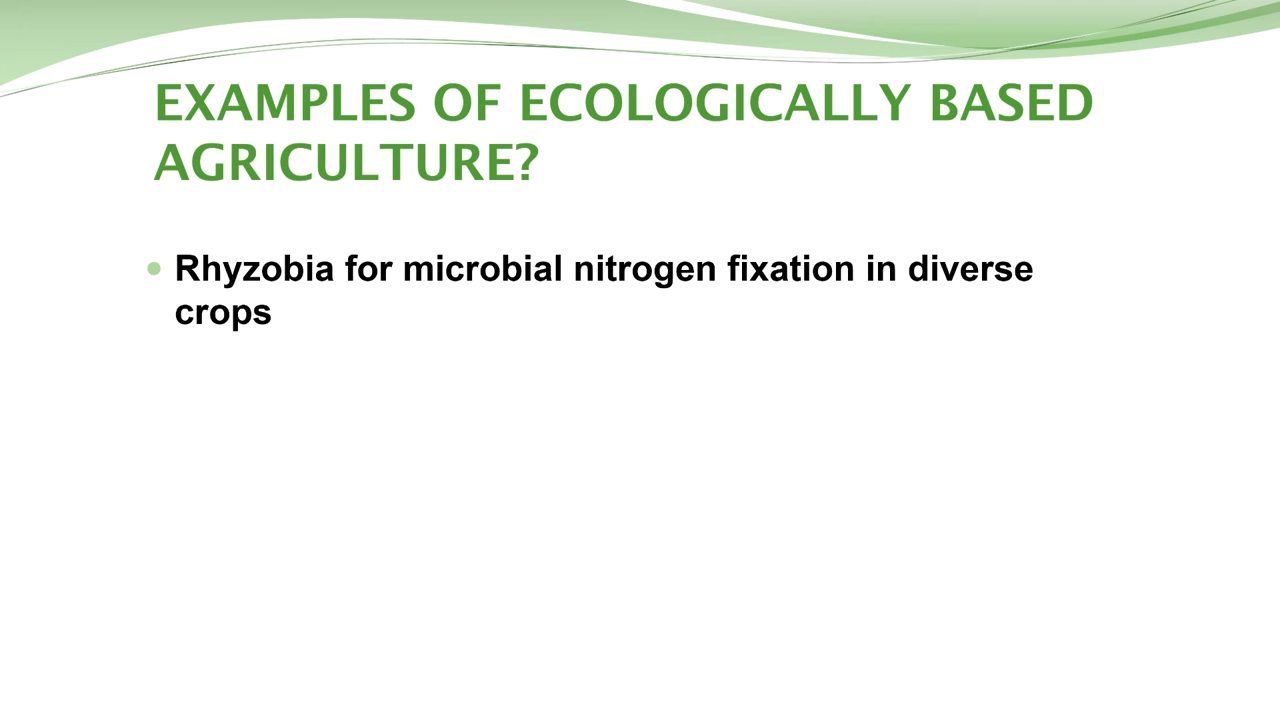 EXAMPLES OF ECOLOGICALLY BASED
AGRICULTURE?
• Rhyzobia for microbial nitrogen fixation in diverse
crops